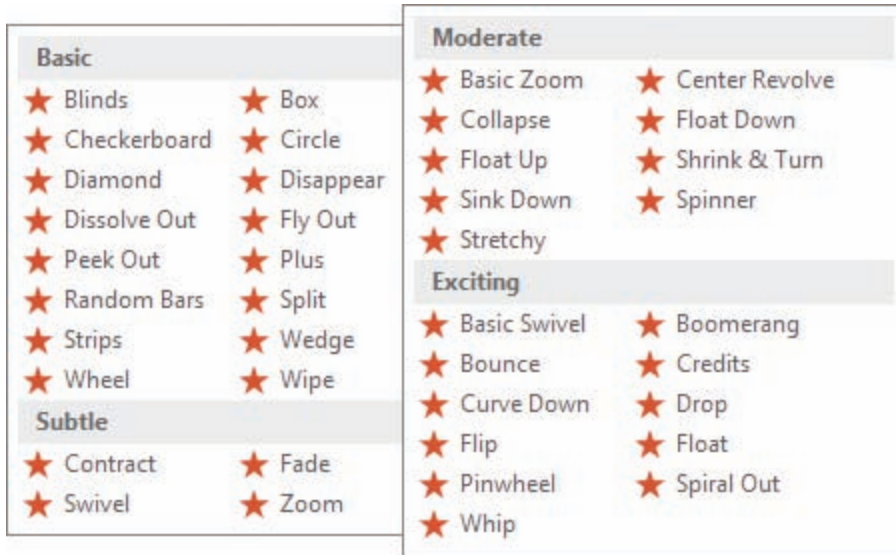 Basic
Blinds Box
Checkerboard Circle
Diamond Disappear
Dissolve Out Fly Out
Peek Out Plus
Random Bars Split
Strips Wedge
Wheel Wipe
Subtle
Contract Fade
Swivel Zoom
Moderate
Basic Zoom Center Revolve
Collapse Float Down
Float Up Shrink & Turn
Sink Down Spinner
Stretchy
Exciting
Basic Swivel Boomerang
Bounce Credits
Curve Down Drop
Flip Float
Pinwheel Spiral Out
Whip